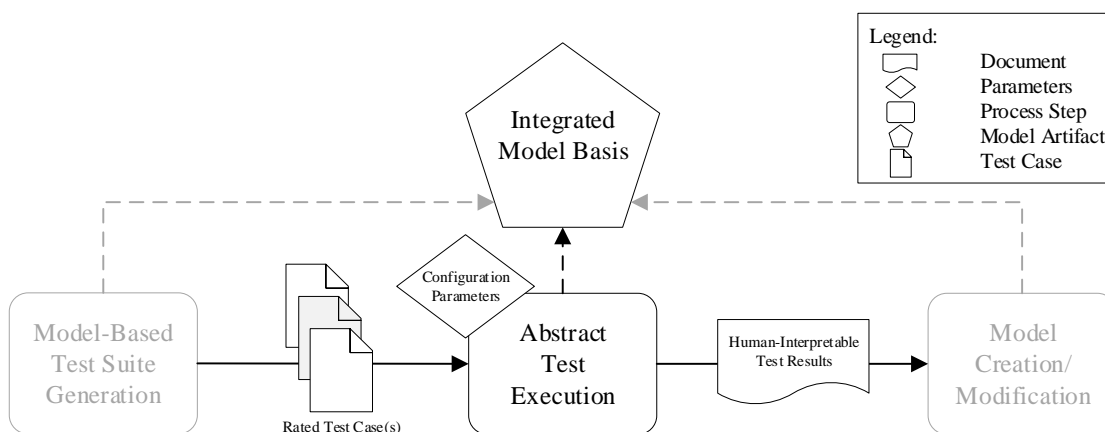 Legend:
Document
Parameters
Process Step
Model Artifact
Test Case
Integrated
Model Basis
Configuration
Parameters
Model-Based
Test Suite
Generation
Rated Test Case(s)
Abstract
Test
Execution
Human-Interpretable
Test Results
Model
Creation/
Modification